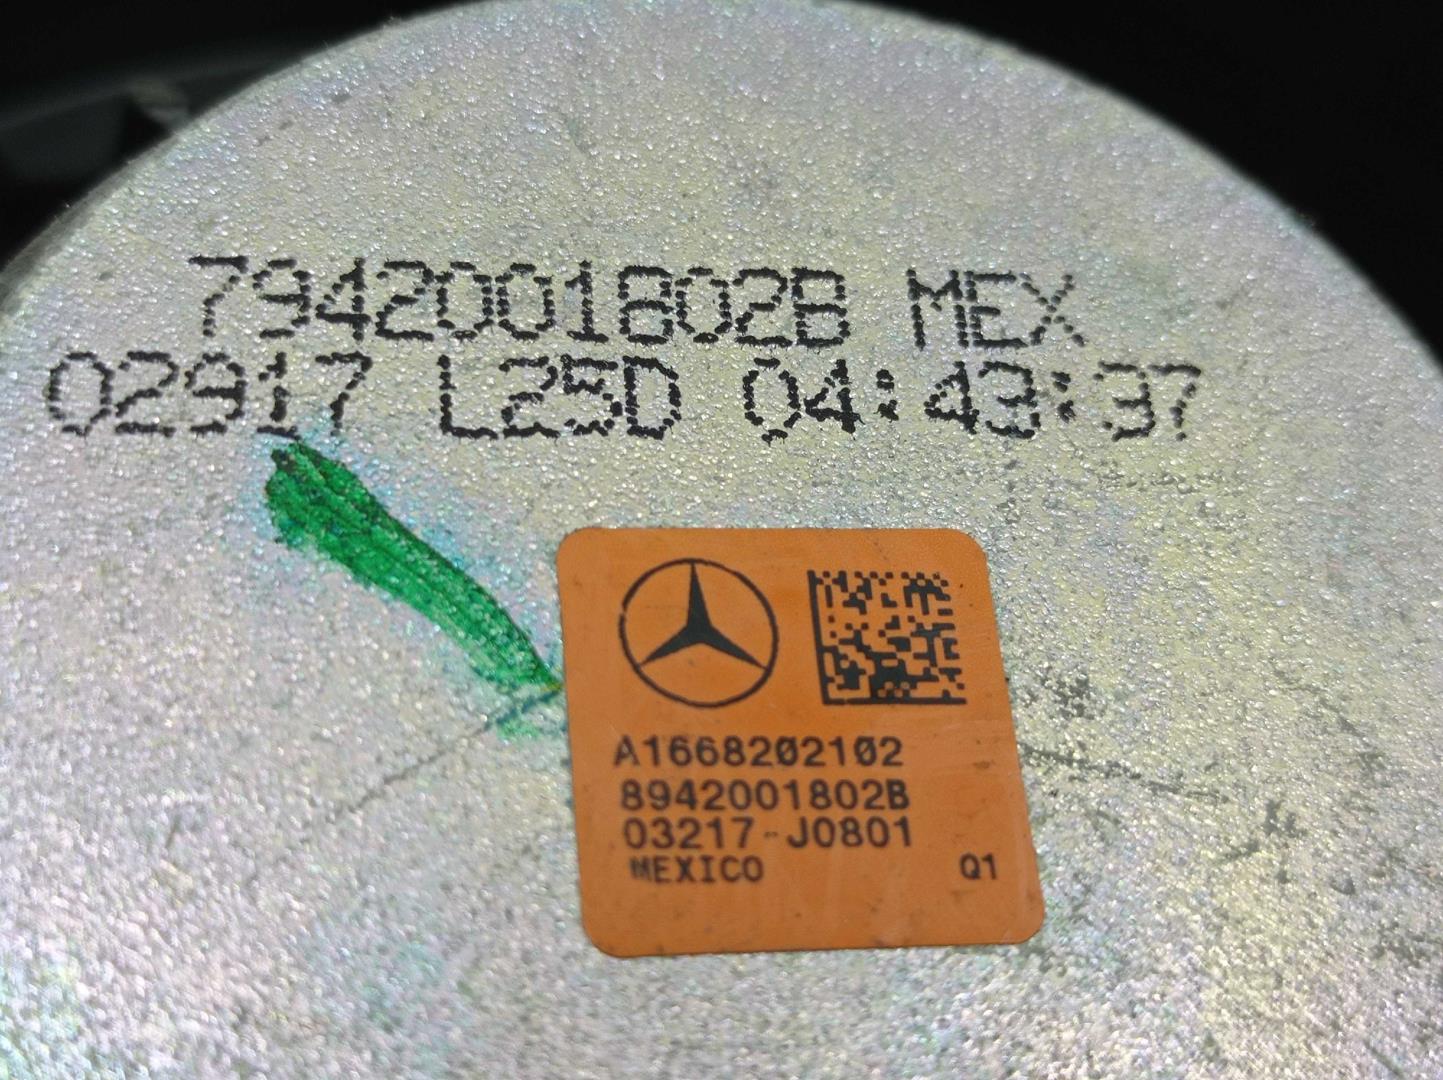 7942001802B MEX
02917 L25D 04:43:37
A1668202102
8942001802B
03217-J0801
MEXICO Q1